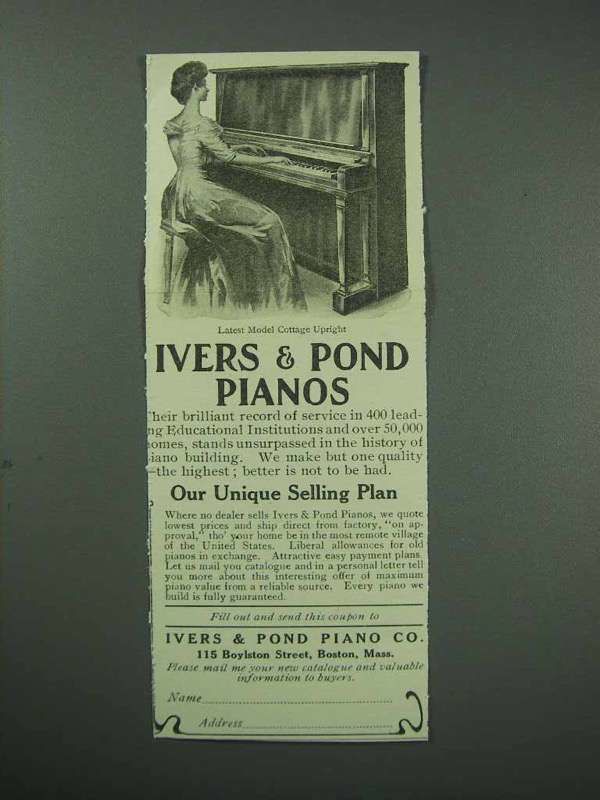 Latest Model Cottage Upright
IVERS & POND
PIANOS
heir brilliant record of service in 400 lead-
ng Educational Institutions and over 50,000
omes, stands unsurpassed in the history of
iano building. We make but one quality
—the highest; better is not to be had.
Our Unique Selling Plan
Where no dealer sells Ivers & Pond Pianos, we quote
lowest prices and ship direct from factory, "on ap-
proval," tho' your home be in the most remote village
of the United States. Liberal allowances for old
pianos in exchange. Attractive easy payment plans.
Let us mail you catalogue and in a personal letter tell
you more about this interesting offer of maximum
piano value from a reliable source. Every piano we
build is fully guaranteed.
Fill out and send this coupon to
IVERS & POND PIANO CO.
115 Boylston Street, Boston, Mass.
Please mail me your new catalogue and valuable
information to buyers.
Name
Address